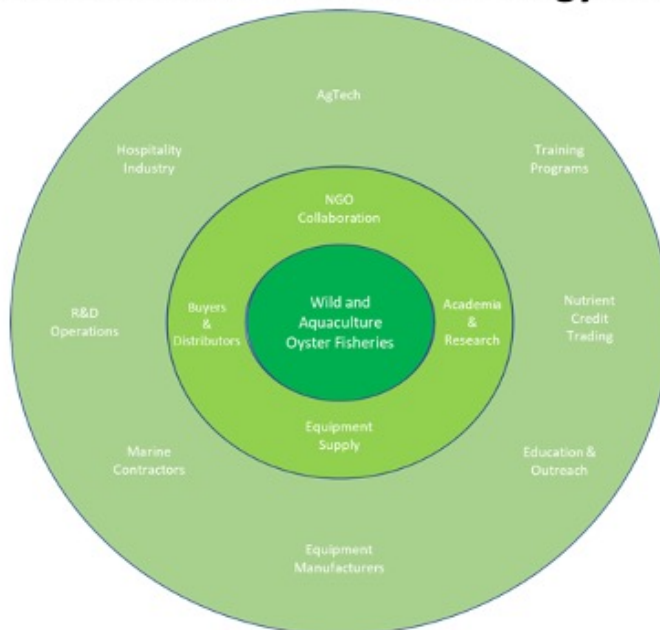 AgTech
Hospitality
Industry
Training
Programs
NGO
Collaboration
R&D
Operations
Buyers
&
Distributors
Wild and
Aquaculture
Oyster Fisheries
Academia
&
Research
Nutrient
Credit
Trading
Equipment
Supply
Marine
Contractors
Education &
Outreach
Equipment
Manufacturers